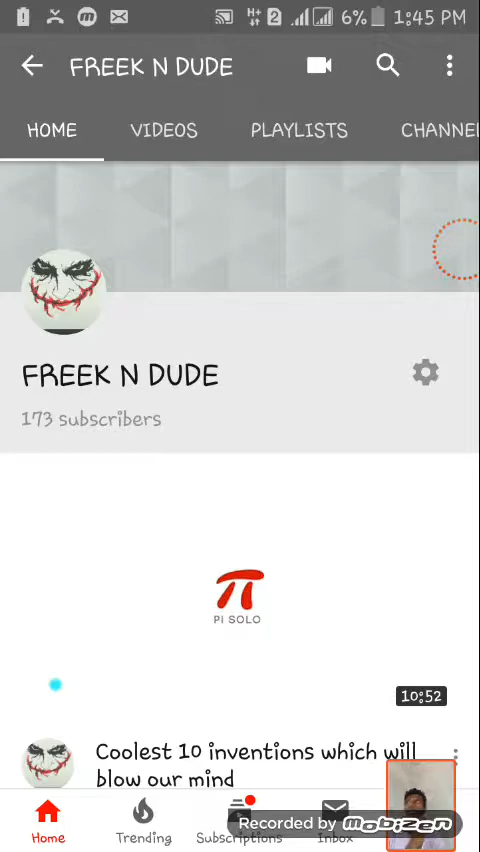 H+ 2 6% 1:45 PM
FREEK N DUDE
HOME VIDEOS PLAYLISTS CHANNEL
FREEK N DUDE
173 subscribers
π
PI SOLO
10:52
Coolest 10 inventions which will
blow our mind
Home Trending Subscriptions Inbox
Recorded by MOBIZEN